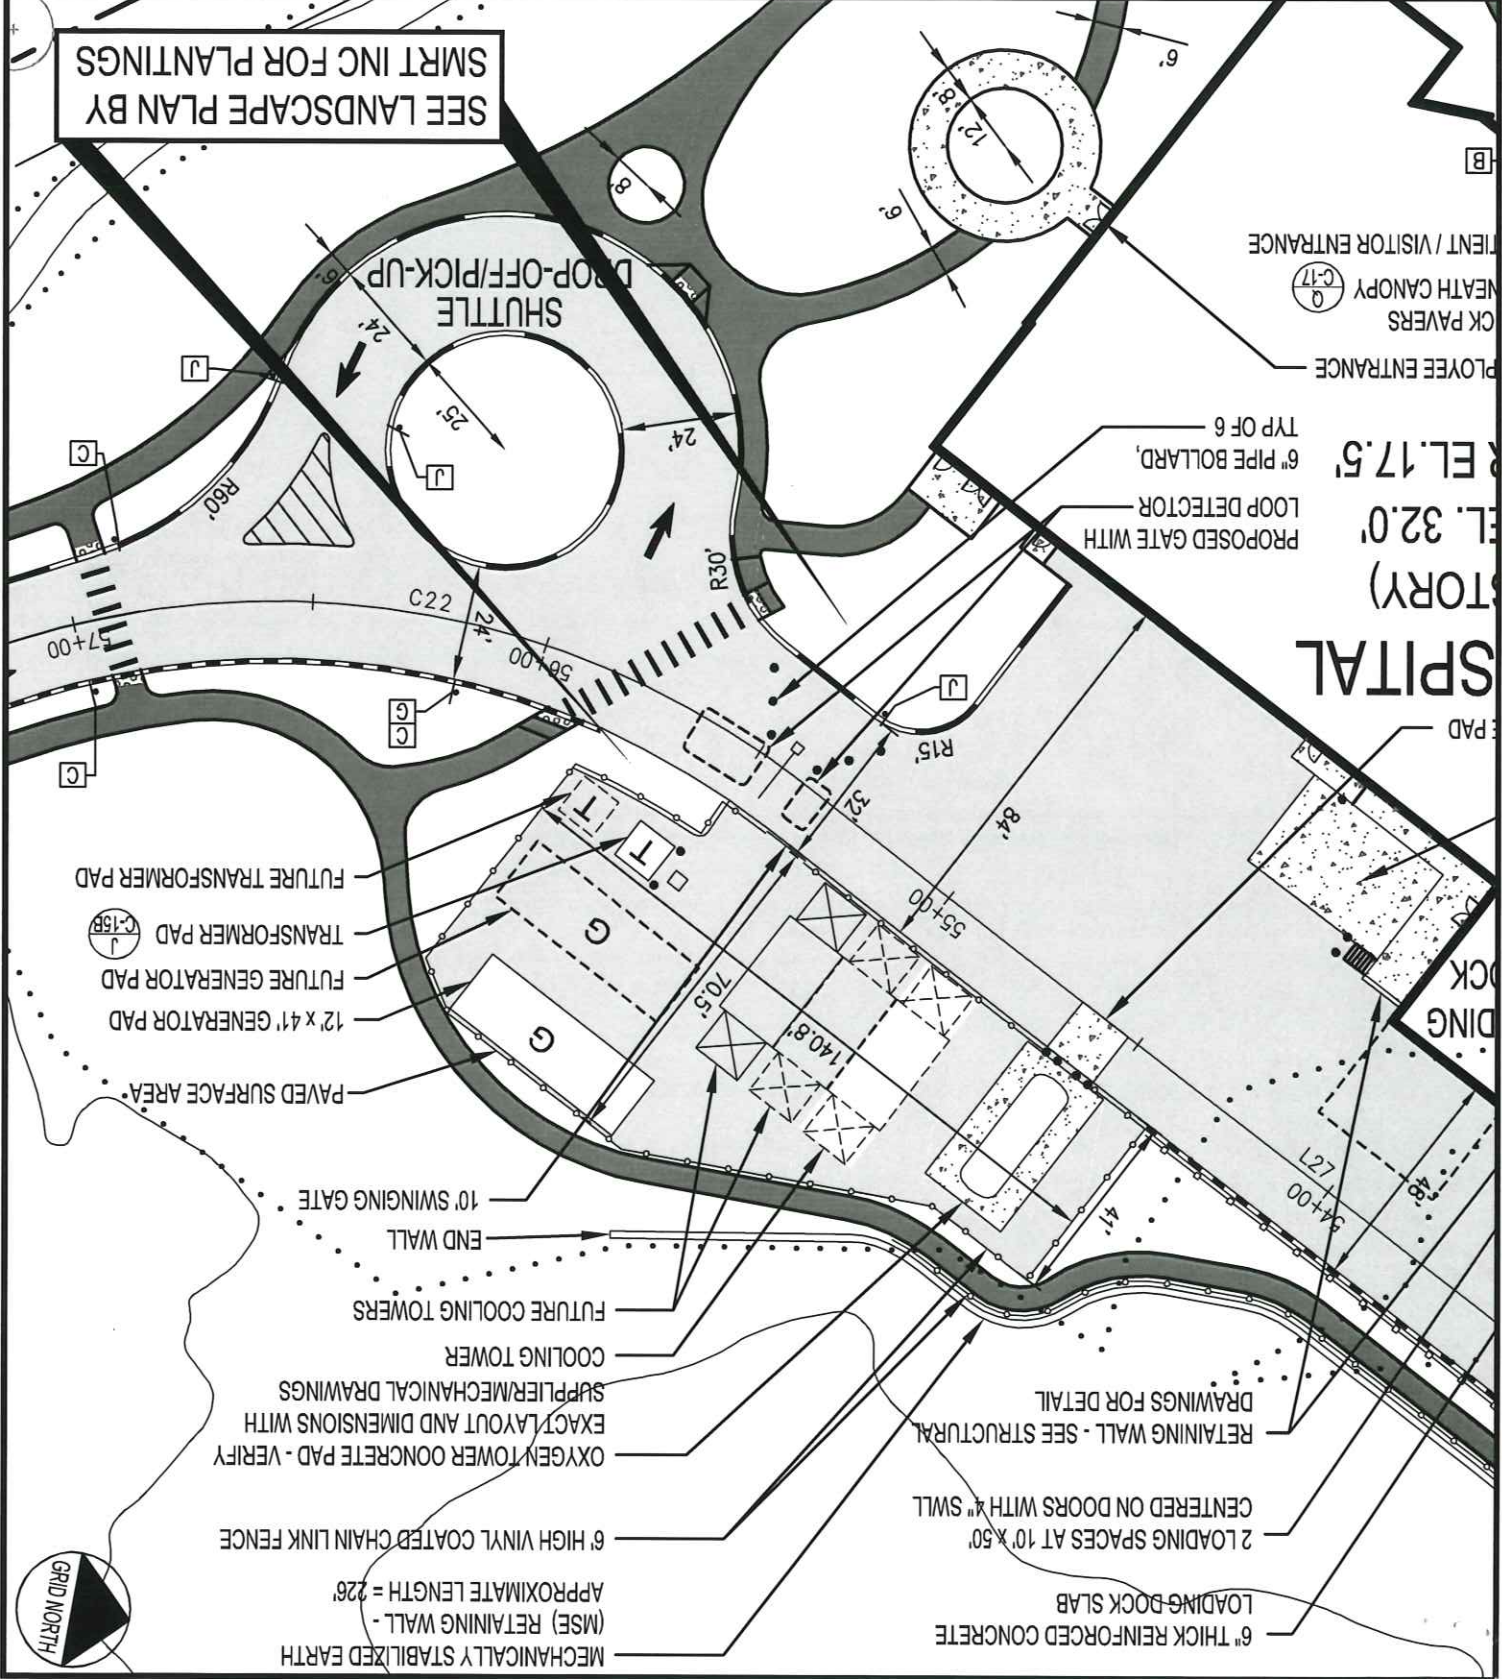 MECHANICALLY STABILIZED EARTH
(MSE) RETAINING WALL -
APPROXIMATE LENGTH = 226'
6' HIGH VINYL COATED CHAIN LINK FENCE
OXYGEN TOWER OONCRETE PAD - VERIFY
EXACT LAYOUT AND DIMENSIONS WITH
SUPPLIER/MECHANICAL DRAWINGS
COOLING TOWER
FUTURE COOLING TOWERS
END WALL
10' SWINGING GATE
PAVED SURFACE AREA
12' x 41' GENERATOR PAD
FUTURE GENERATOR PAD
TRANSFORMER PAD
J
C-15B
FUTURE TRANSFORMER PAD
GRID NORTH
6" THICK REINFORCED CONCRETE
LOADING DOCK SLAB
2 LOADING SPACES AT 10' x 50'
CENTERED ON DOORS WITH 4" SWLL
RETAINING WALL - SEE STRUCTURAL
DRAWINGS FOR DETAIL
DING
OCK
E PAD
SPITAL
STORY)
EL. 32.0'
R EL.17.5'
PROPOSED GATE WITH
LOOP DETECTOR
6" PIPE BOLLARD,
TYP OF 6
PLOYEE ENTRANCE
CK PAVERS
NEATH CANOPY
Q
C-17
TIENT / VISITOR ENTRANCE
B
SHUTTLE
DROP-OFF/PICK-UP
SEE LANDSCAPE PLAN BY
SMRT INC FOR PLANTINGS
48'
54+00
L27
41'
140.8'
70.5'
G
G
T
T
55+00
84'
32'
R15'
J
56+00
24'
C22
57+00
C
G
C
C
R30'
R60'
J
J
25'
24'
24'
6'
8'
6'
12'
8'
6'